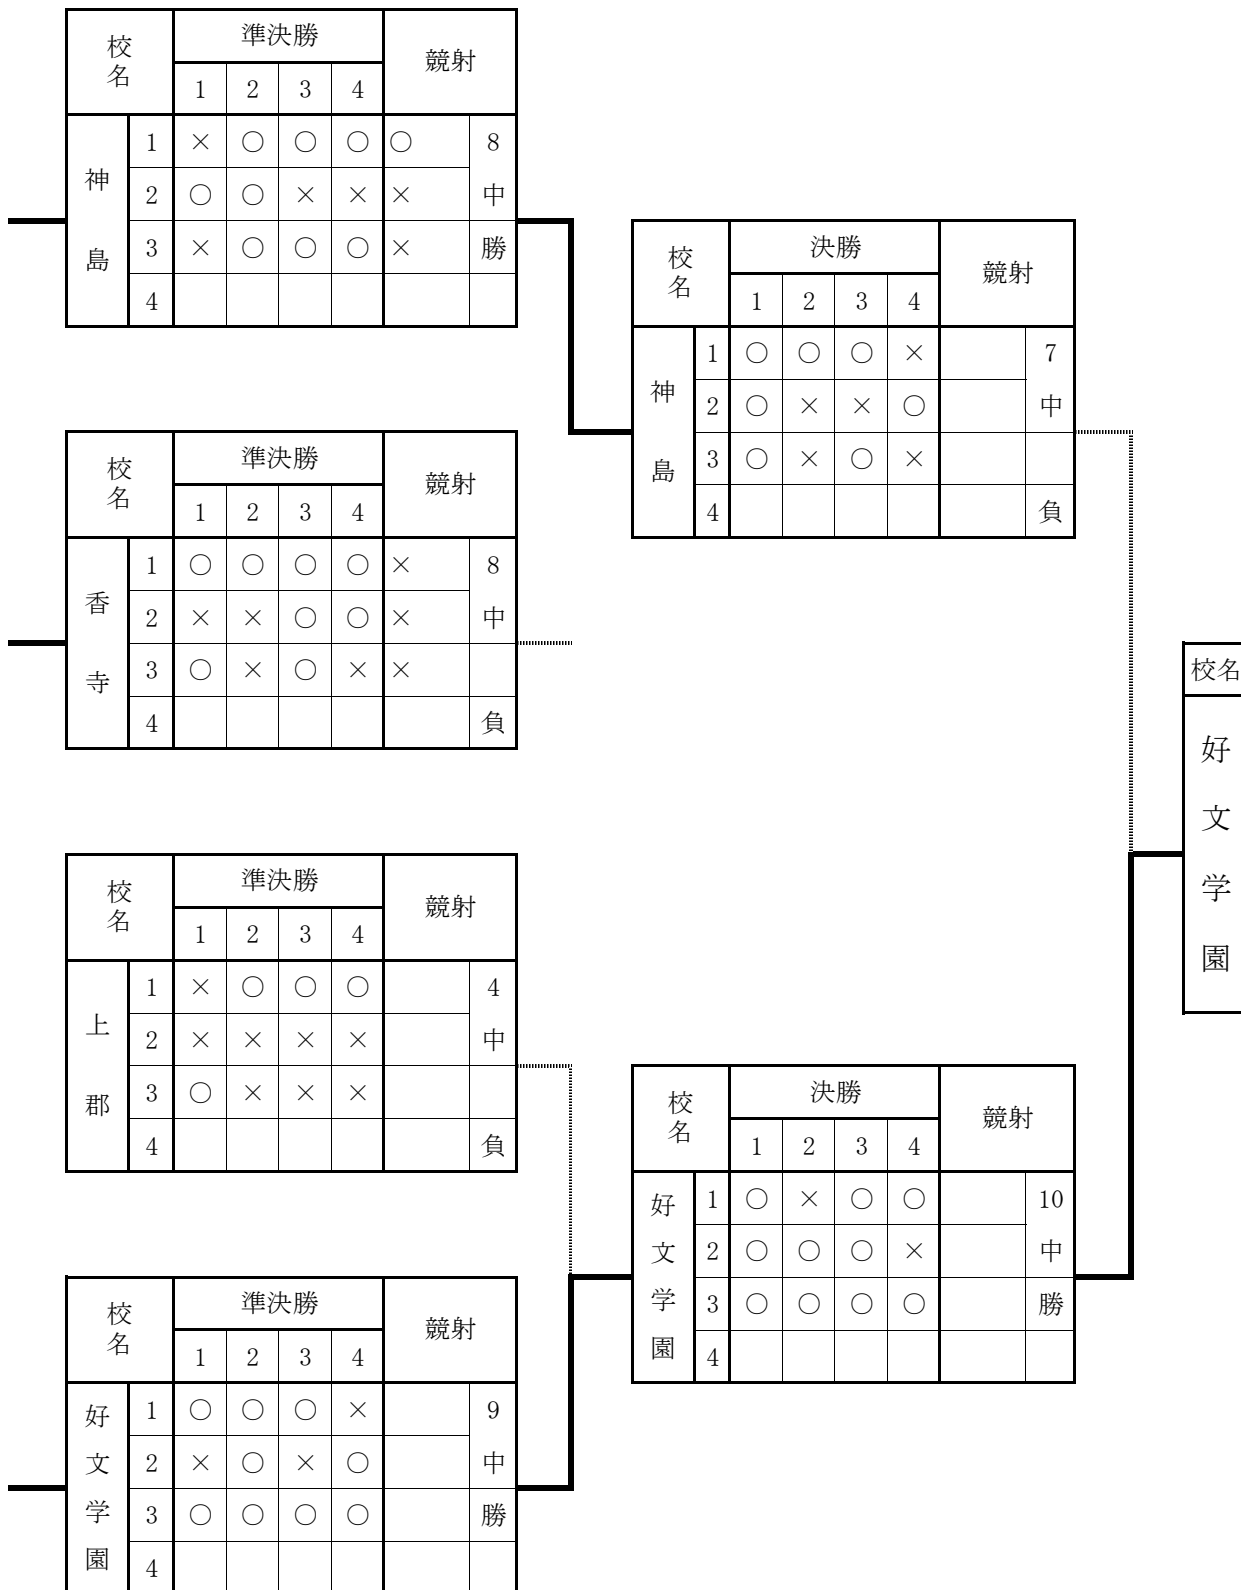 校名 準決勝 競射
1 2 3 4
神島 8中勝
1 × ○ ○ ○ ○
2 ○ ○ × × ×
3 × ○ ○ ○ ×
4
校名 準決勝 競射
1 2 3 4
香寺 8中負
1 ○ ○ ○ ○ ×
2 × × ○ ○ ×
3 ○ × ○ × ×
4
校名 準決勝 競射
1 2 3 4
上郡 4中負
1 × ○ ○ ○
2 × × × ×
3 ○ × × ×
4
校名 準決勝 競射
1 2 3 4
好文学園 9中勝
1 ○ ○ ○ ×
2 × ○ × ○
3 ○ ○ ○ ○
4
校名 決勝 競射
1 2 3 4
神島 7中負
1 ○ ○ ○ ×
2 ○ × × ○
3 ○ × ○ ×
4
校名 決勝 競射
1 2 3 4
好文学園 10中勝
1 ○ × ○ ○
2 ○ ○ ○ ×
3 ○ ○ ○ ○
4
校名
好文学園